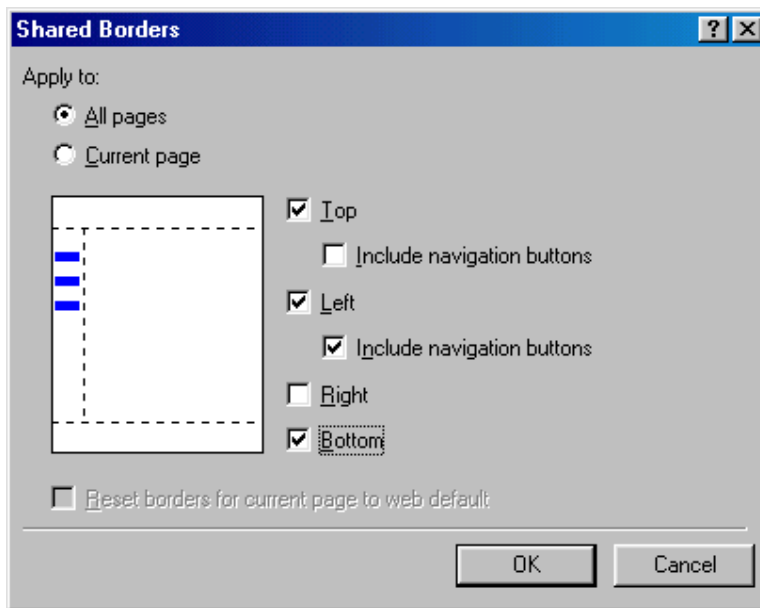 Shared Borders
Apply to:
All pages
Current page
Top
Include navigation buttons
Left
Include navigation buttons
Right
Bottom
Reset borders for current page to web default
OK Cancel